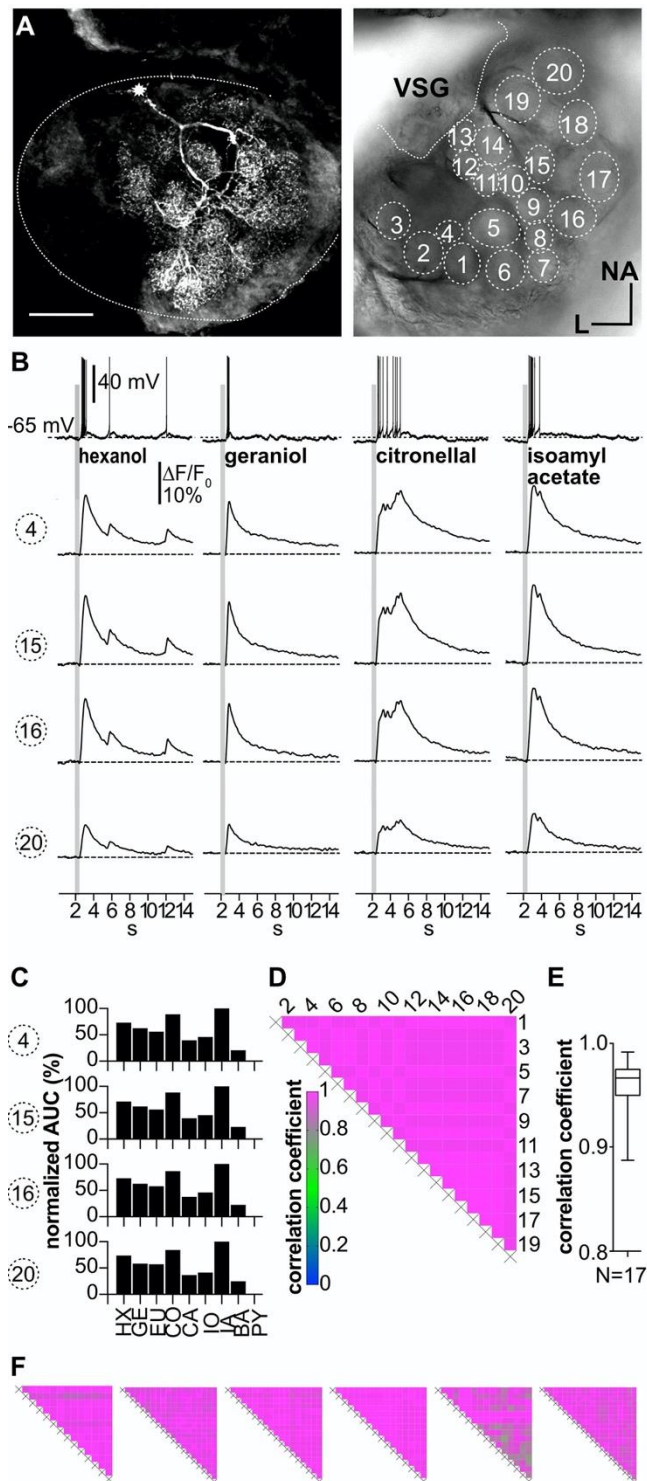 A
VSG
1
2
3
4
5
6
7
8
9
10
11
12
13
14
15
16
17
18
19
20
NA
L
B
40 mV
-65 mV
hexanol
geraniol
citronellal
isoamyl
acetate
ΔF/F0
10%
4
15
16
20
2 4 6 8 10 12 14
2 4 6 8 10 12 14
2 4 6 8 10 12 14
2 4 6 8 10 12 14
s
s
s
s
C
normalized AUC (%)
4
100
50
0
15
100
50
0
16
100
50
0
20
100
50
0
HX
GE
EU
CO
CA
IO
IA
BA
PY
D
2 4 6 8 10 12 14 16 18 20
1
3
5
7
9
11
13
15
17
19
correlation coefficient
1
0.8
0.6
0.4
0.2
0
E
correlation coefficient
1.0
0.9
0.8
N=17
F